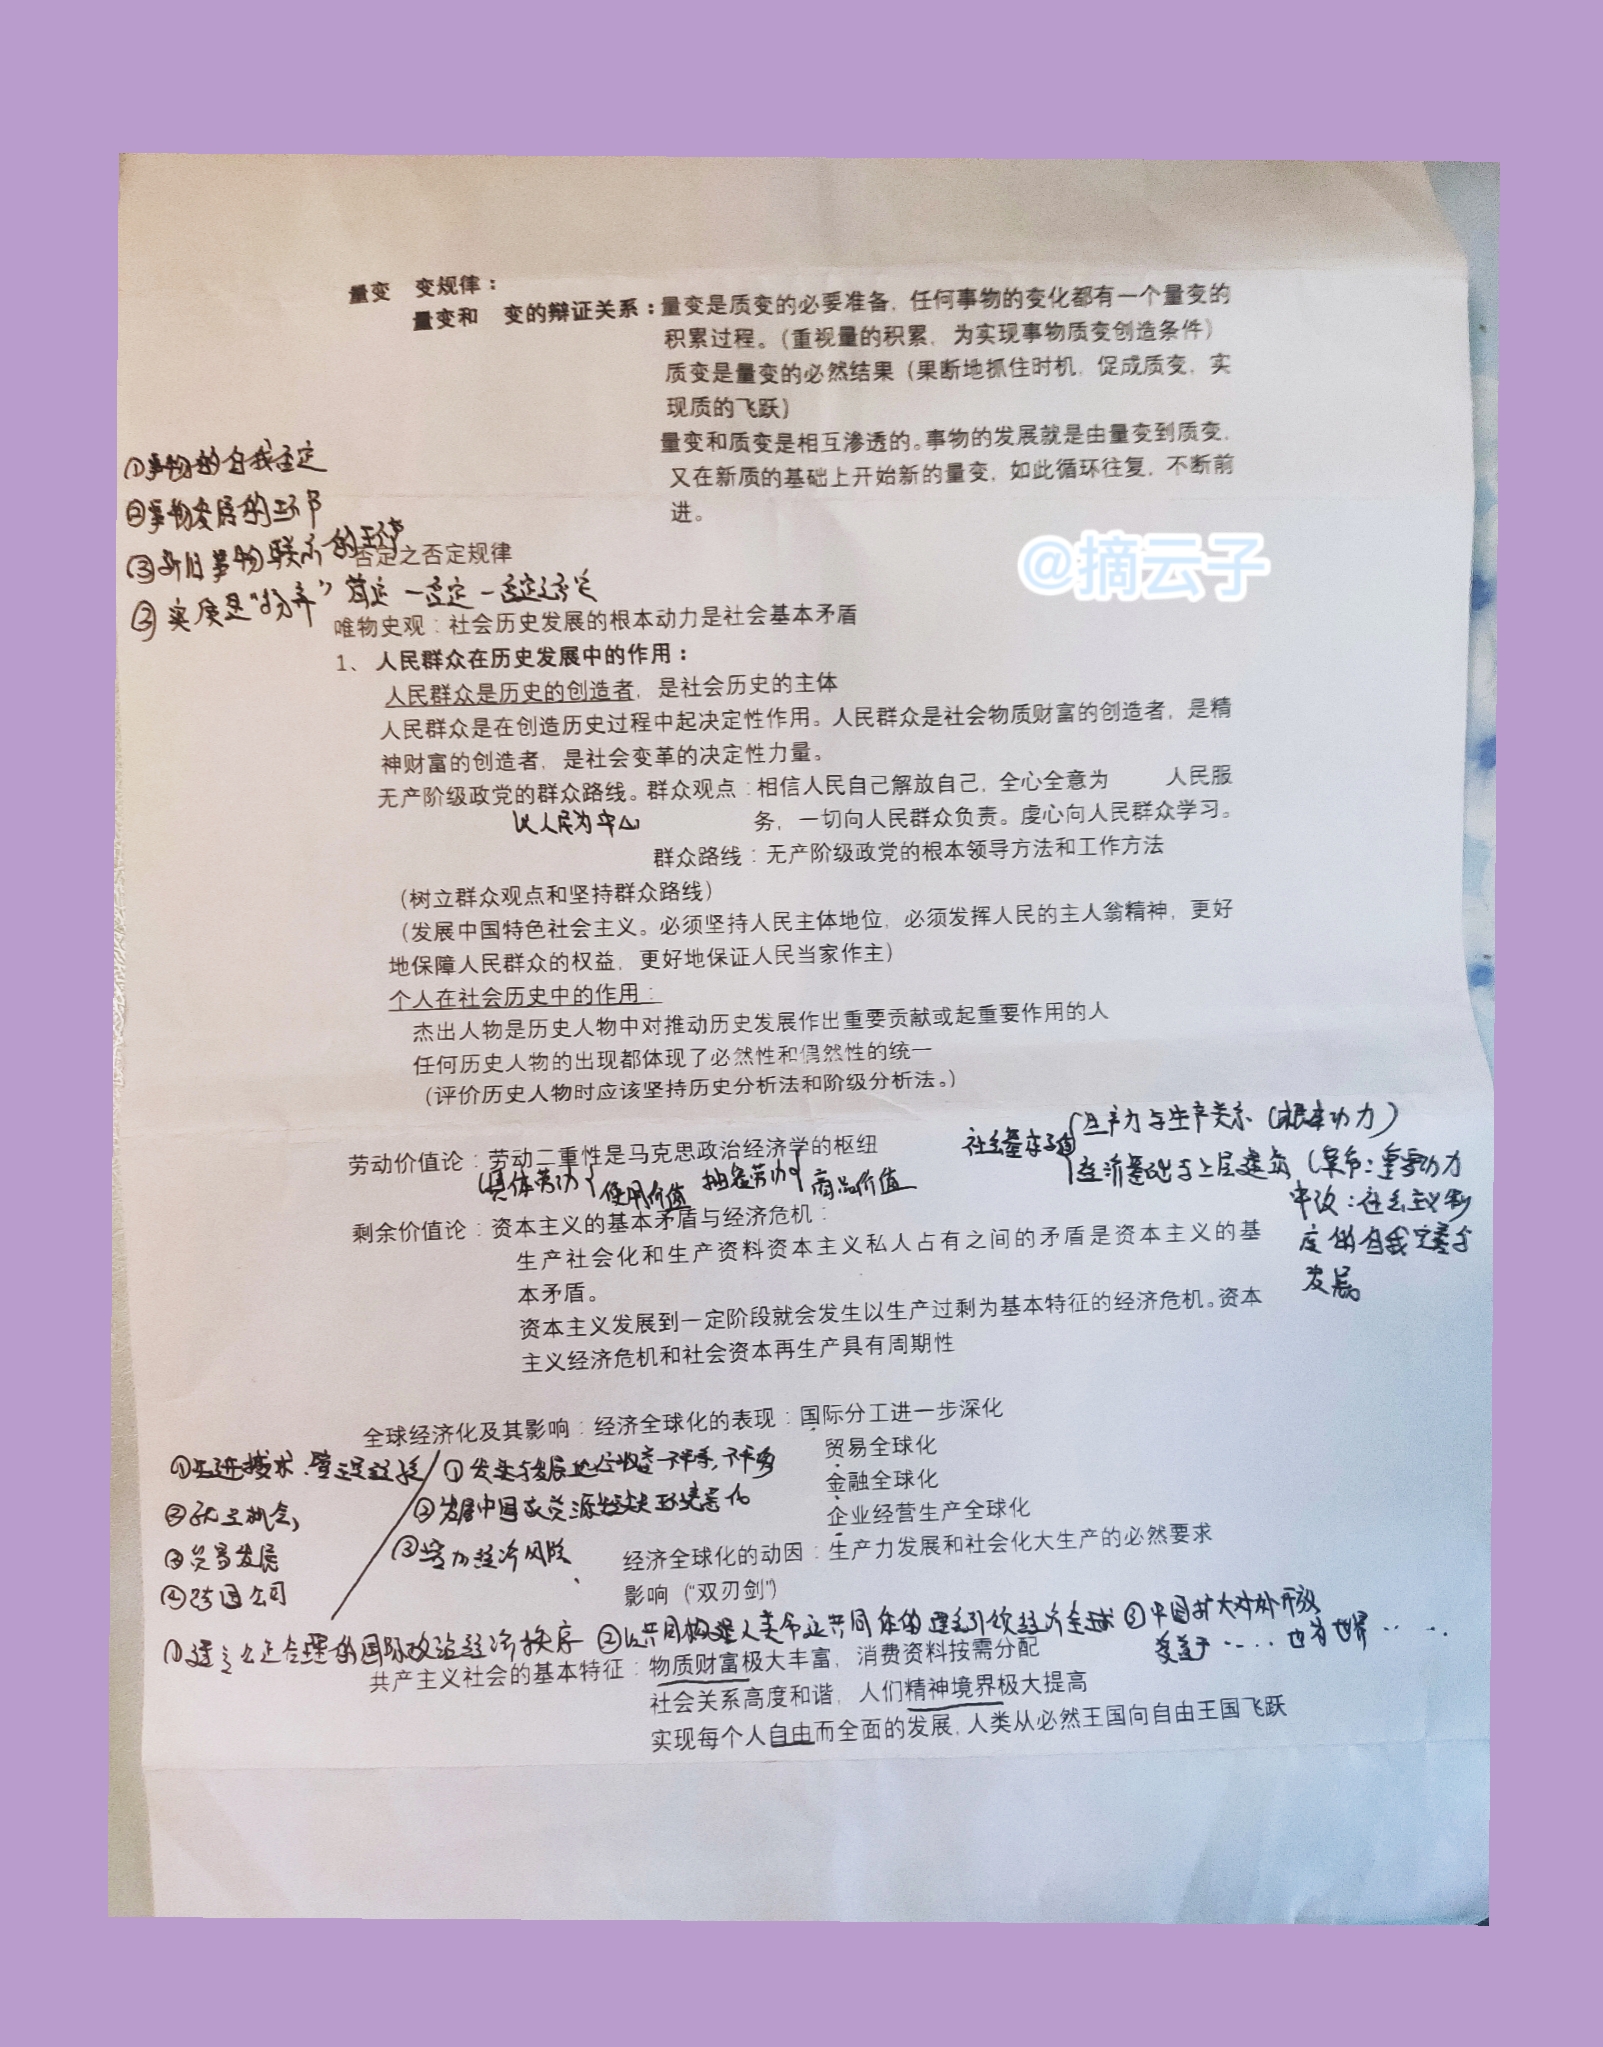 量变 变规律：
量变和 变的辩证关系：量变是质变的必要准备，任何事物的变化都有一个量变的
积累过程。（重视量的积累，为实现事物质变创造条件）
质变是量变的必然结果（果断地抓住时机，促成质变，实
现质的飞跃）
量变和质变是相互渗透的。事物的发展就是由量变到质变，
又在新质的基础上开始新的量变，如此循环往复，不断前
进。
①事物的自我否定
②事物发展的环节
③新旧事物联系的环节
@摘云子
否定之否定规律
④实质是“扬弃” 肯定－否定－否定之否定
唯物史观：社会历史发展的根本动力是社会基本矛盾
1、人民群众在历史发展中的作用：
人民群众是历史的创造者，是社会历史的主体
人民群众是在创造历史过程中起决定性作用。人民群众是社会物质财富的创造者，是精
神财富的创造者，是社会变革的决定性力量。
无产阶级政党的群众路线。群众观点：相信人民自己解放自己，全心全意为 人民服
以人民为中心
务，一切向人民群众负责。虚心向人民群众学习。
群众路线：无产阶级政党的根本领导方法和工作方法
（树立群众观点和坚持群众路线）
（发展中国特色社会主义。必须坚持人民主体地位，必须发挥人民的主人翁精神，更好
地保障人民群众的权益，更好地保证人民当家作主）
个人在社会历史中的作用：
杰出人物是历史人物中对推动历史发展作出重要贡献或起重要作用的人
任何历史人物的出现都体现了必然性和偶然性的统一
（评价历史人物时应该坚持历史分析法和阶级分析法。）
社会基本矛盾
生产力与生产关系（根本动力）
经济基础与上层建筑（革命：重要动力
改：社会主义制
度的自我完善与
发展
劳动价值论：劳动二重性是马克思政治经济学的枢纽
（具体劳动 使用价值 抽象劳动 商品价值
剩余价值论：资本主义的基本矛盾与经济危机：
生产社会化和生产资料资本主义私人占有之间的矛盾是资本主义的基
本矛盾。
资本主义发展到一定阶段就会发生以生产过剩为基本特征的经济危机。资本
主义经济危机和社会资本再生产具有周期性
全球经济化及其影响：经济全球化的表现：国际分工进一步深化
贸易全球化
金融全球化
企业经营生产全球化
①先进技术、管理经验
②就业机会，
③贸易发展
④跨国公司
①发达与发展 不平等，不平衡
②发展中国家资源 环境恶化
③ 经济风险
经济全球化的动因：生产力发展和社会化大生产的必然要求
影响（“双刃剑”）
①建立公正合理的国际政治经济秩序 ②以共同构建人类命运共同体的理念引领经济全球 ③中国扩大对外开放
受益于…… 也为世界……
共产主义社会的基本特征：物质财富极大丰富，消费资料按需分配
社会关系高度和谐，人们精神境界极大提高
实现每个人自由而全面的发展，人类从必然王国向自由王国飞跃